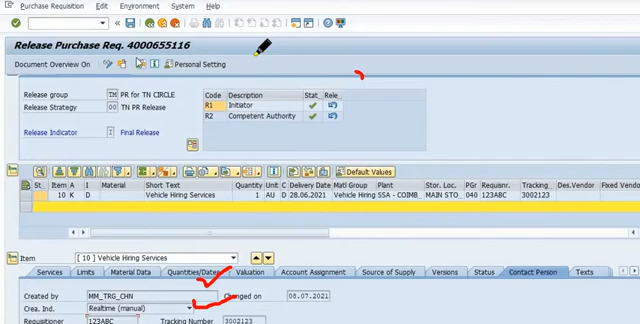 Purchase Requisition Edit Environment System Help
Release Purchase Req. 4000655116
Document Overview On Personal Setting
Release group TM PR for TN CIRCLE
Release Strategy 00 TN PR Release
Release Indicator I Final Release
Code Description Stat... Rele...
R1 Initiator
R2 Competent Authority
Default Values
St... Item A I Material Short Text Quantity Unit C Delivery Date Matl Group Plant Stor. Loc. PGr Requisnr. Tracking... Des.Vendor Fixed Vendor
10 K D Vehicle Hiring Services 1 AU D 28.06.2021 Vehicle Hiring SSA - COIMB... MAIN STO... 040 123ABC 3002123
Item [ 10 ] Vehicle Hiring Services
Services Limits Material Data Quantities/Dates Valuation Account Assignment Source of Supply Versions Status Contact Person Texts
Created by MM_TRG_CHN Changed on 08.07.2021
Crea. Ind. Realtime (manual)
Requisitioner 123ABC Tracking Number 3002123